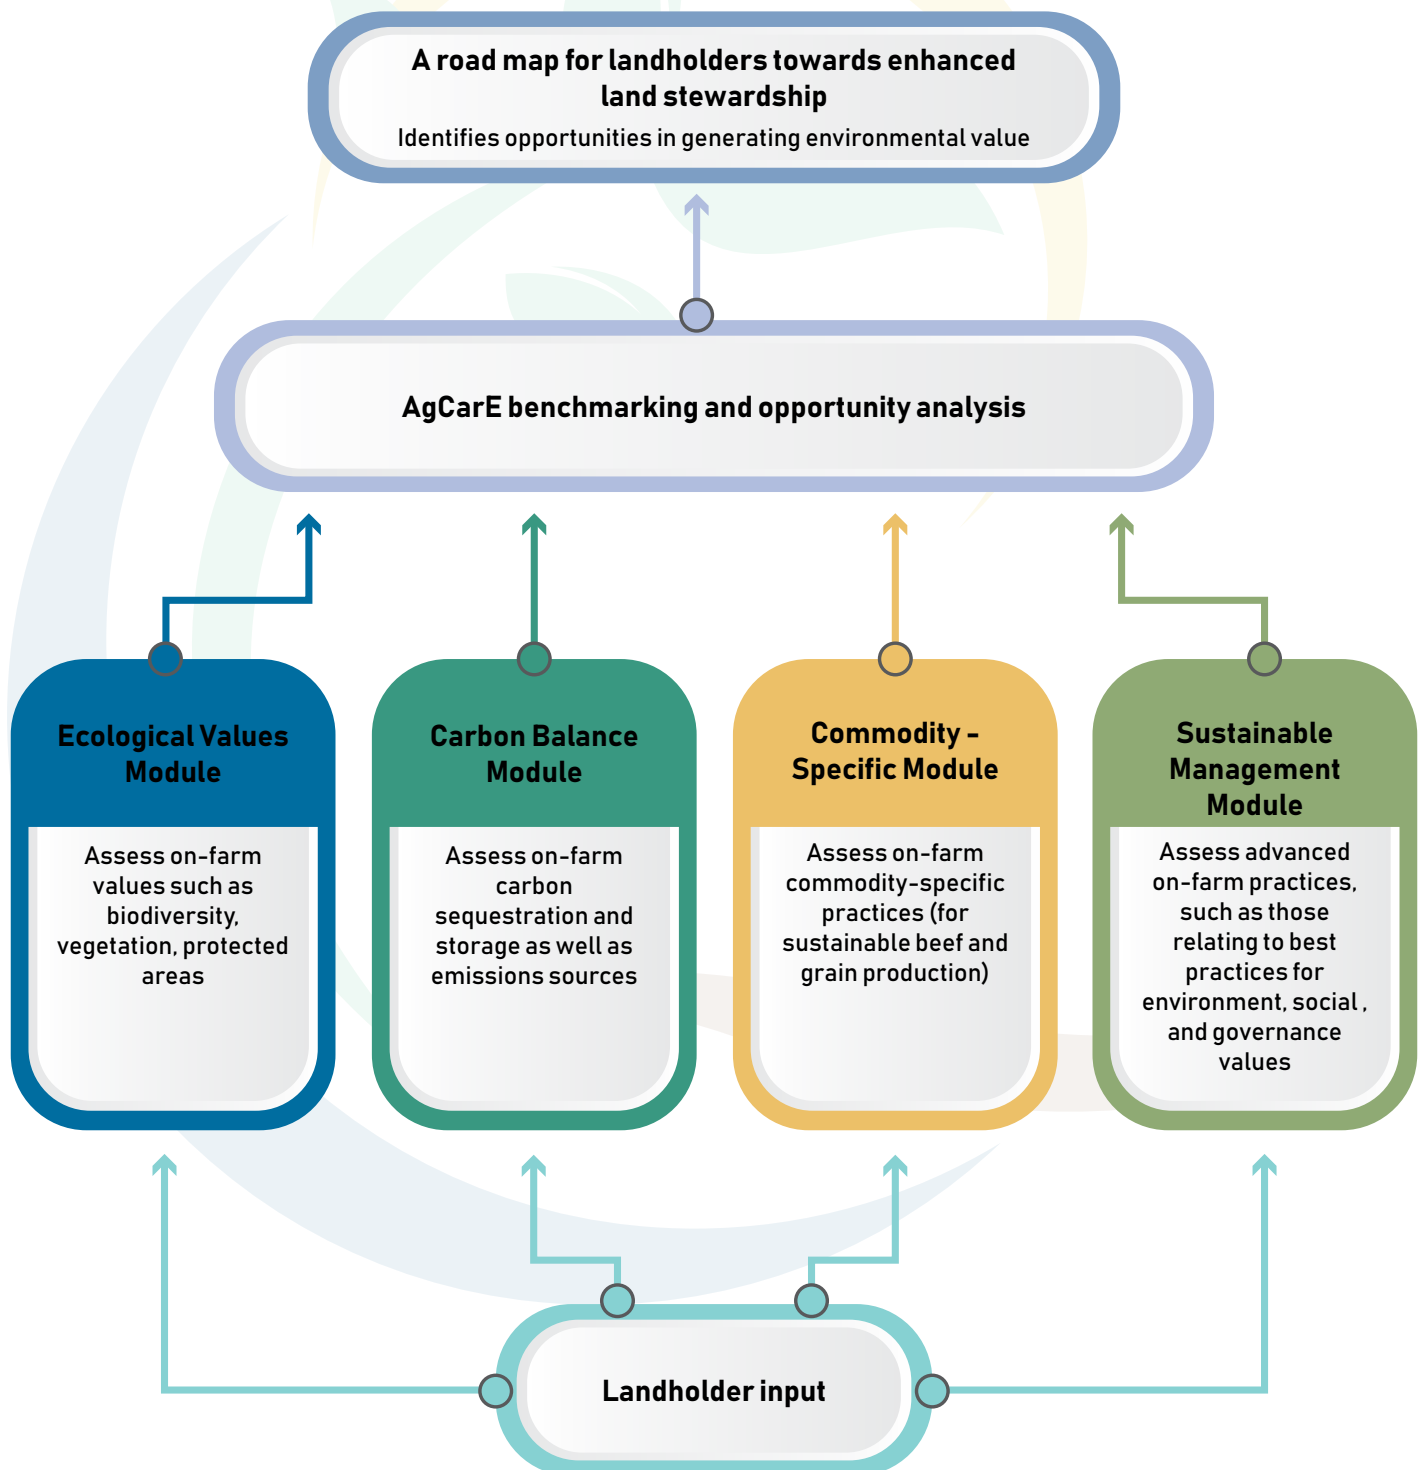 A road map for landholders towards enhanced
land stewardship
Identifies opportunities in generating environmental value
AgCarE benchmarking and opportunity analysis
Ecological Values
Module
Assess on-farm
values such as
biodiversity,
vegetation, protected
areas
Carbon Balance
Module
Assess on-farm
carbon
sequestration and
storage as well as
emissions sources
Commodity -
Specific Module
Assess on-farm
commodity-specific
practices (for
sustainable beef and
grain production)
Sustainable
Management
Module
Assess advanced
on-farm practices,
such as those
relating to best
practices for
environment, social ,
and governance
values
Landholder input